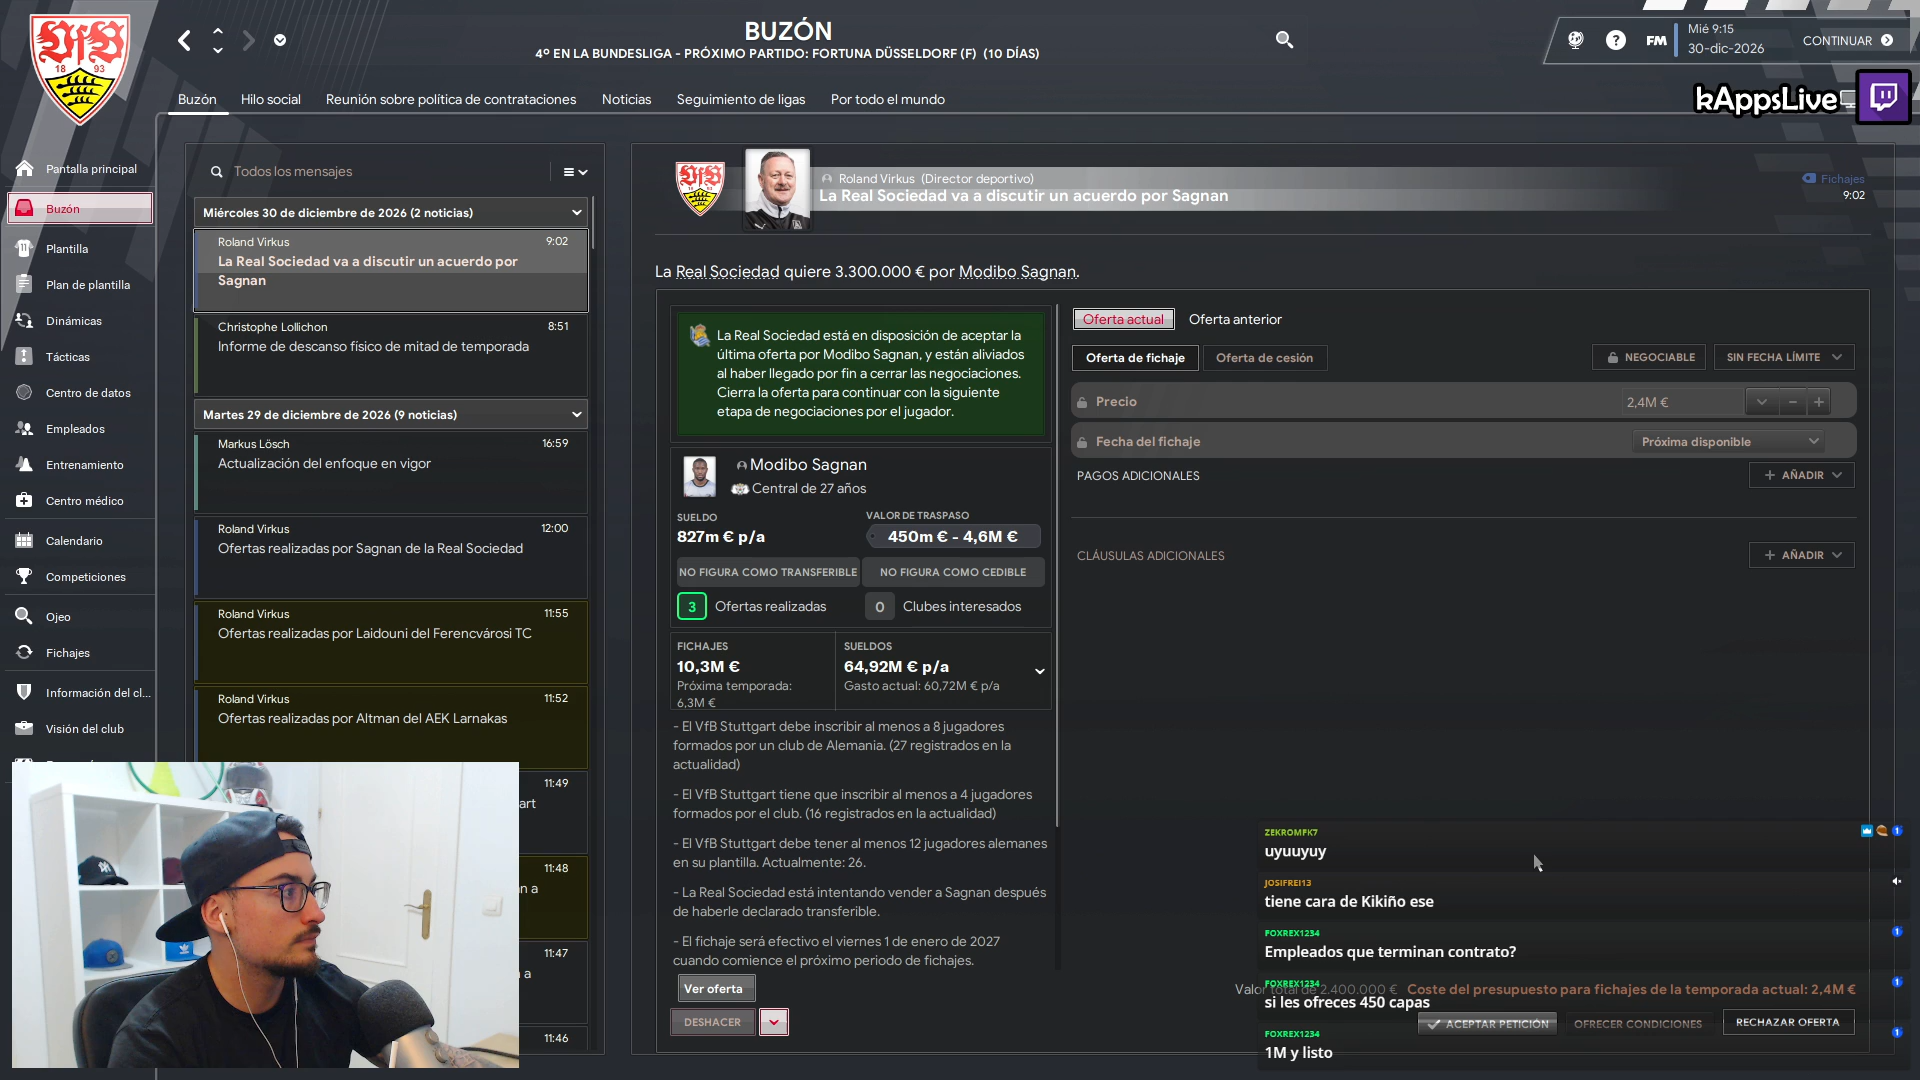 BUZÓN
4º EN LA BUNDESLIGA - PRÓXIMO PARTIDO: FORTUNA DÜSSELDORF (F) (10 DÍAS)
FM
Mié 9:15
30-dic-2026
CONTINUAR
18 93
Buzón
Hilo social
Reunión sobre política de contrataciones
Noticias
Seguimiento de ligas
Por todo el mundo
kAppsLive
Pantalla principal
Buzón
Plantilla
Plan de plantilla
Dinámicas
Tácticas
Centro de datos
Empleados
Entrenamiento
Centro médico
Calendario
Competiciones
Ojeo
Fichajes
Información del cl...
Visión del club
Todos los mensajes
Miércoles 30 de diciembre de 2026 (2 noticias)
Roland Virkus 9:02
La Real Sociedad va a discutir un acuerdo por
Sagnan
Christophe Lollichon 8:51
Informe de descanso físico de mitad de temporada
Martes 29 de diciembre de 2026 (9 noticias)
Markus Lösch 16:59
Actualización del enfoque en vigor
Roland Virkus 12:00
Ofertas realizadas por Sagnan de la Real Sociedad
Roland Virkus 11:55
Ofertas realizadas por Laidouni del Ferencvárosi TC
Roland Virkus 11:52
Ofertas realizadas por Altman del AEK Larnakas
11:49
art
11:48
n a
11:47
a
11:46
Roland Virkus (Director deportivo)
La Real Sociedad va a discutir un acuerdo por Sagnan
Fichajes
9:02
La Real Sociedad quiere 3.300.000 € por Modibo Sagnan.
La Real Sociedad está en disposición de aceptar la
última oferta por Modibo Sagnan, y están aliviados
al haber llegado por fin a cerrar las negociaciones.
Cierra la oferta para continuar con la siguiente
etapa de negociaciones por el jugador.
Modibo Sagnan
Central de 27 años
SUELDO
827m € p/a
VALOR DE TRASPASO
450m € - 4,6M €
NO FIGURA COMO TRANSFERIBLE
NO FIGURA COMO CEDIBLE
3 Ofertas realizadas
0 Clubes interesados
FICHAJES
10,3M €
Próxima temporada:
6,3M €
SUELDOS
64,92M € p/a
Gasto actual: 60,72M € p/a
- El VfB Stuttgart debe inscribir al menos a 8 jugadores
formados por un club de Alemania. (27 registrados en la
actualidad)
- El VfB Stuttgart tiene que inscribir al menos a 4 jugadores
formados por el club. (16 registrados en la actualidad)
- El VfB Stuttgart debe tener al menos 12 jugadores alemanes
en su plantilla. Actualmente: 26.
- La Real Sociedad está intentando vender a Sagnan después
de haberle declarado transferible.
- El fichaje será efectivo el viernes 1 de enero de 2027
cuando comience el próximo periodo de fichajes.
Ver oferta
DESHACER
Oferta actual
Oferta anterior
Oferta de fichaje
Oferta de cesión
NEGOCIABLE
SIN FECHA LÍMITE
Precio
2,4M €
Fecha del fichaje
Próxima disponible
PAGOS ADICIONALES
+ AÑADIR
CLÁUSULAS ADICIONALES
+ AÑADIR
ZEKROMFK7
uyuuyuy
JOSIFREI13
tiene cara de Kikiño ese
FOXREX1234
Empleados que terminan contrato?
FOXREX1234
si les ofreces 450 capas
FOXREX1234
1M y listo
Valor total de 2.400.000 €
Coste del presupuesto para fichajes de la temporada actual: 2,4M €
ACEPTAR PETICIÓN
OFRECER CONDICIONES
RECHAZAR OFERTA